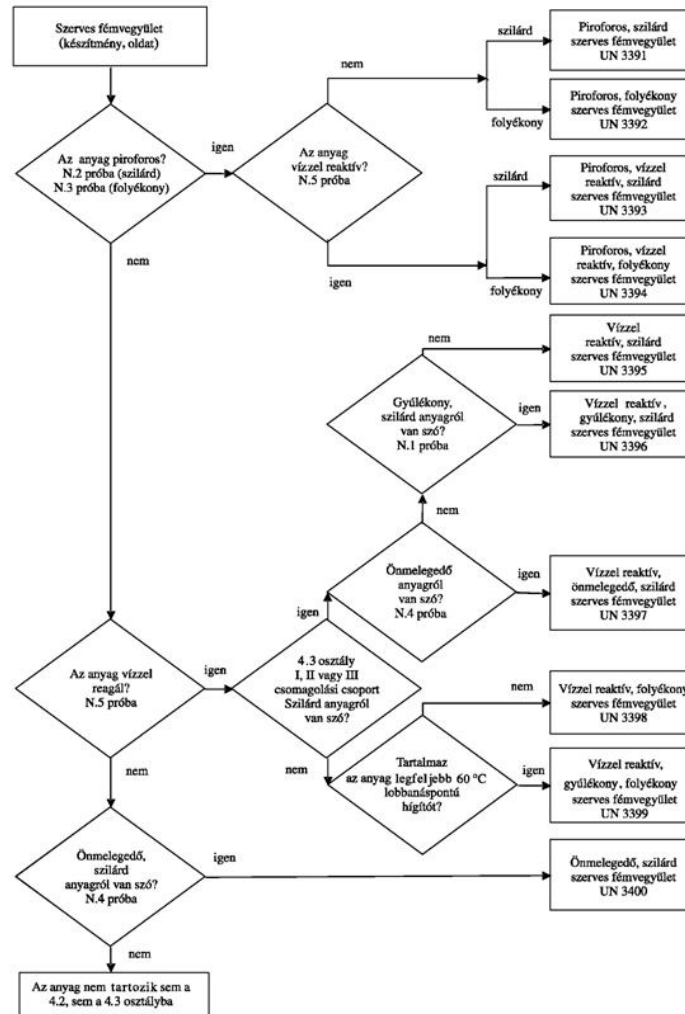 Szerves fémvegyület
(készítmény, oldat)
nem
szilárd
Piroforos, szilárd
szerves fémvegyület
UN 3391
folyékony
Piroforos, folyékony
szerves fémvegyület
UN 3392
Az anyag piroforos?
N.2 próba (szilárd)
N.3 próba (folyékony)
igen
Az anyag
vízzel reaktív?
N.5 próba
szilárd
Piroforos, vízzel
reaktív, szilárd
szerves fémvegyület
UN 3393
nem
igen
folyékony
Piroforos, vízzel
reaktív, folyékony
szerves fémvegyület
UN 3394
nem
Vízzel
reaktív, szilárd
szerves fémvegyület
UN 3395
Gyúlékony,
szilárd anyagról
van szó?
N.1 próba
igen
Vízzel reaktív,
gyúlékony, szilárd
szerves fémvegyület
UN 3396
nem
Önmelegedő
anyagról
van szó?
N.4 próba
igen
Vízzel reaktív,
önmelegedő, szilárd
szerves fémvegyület
UN 3397
igen
Az anyag vízzel
reagál?
N.5 próba
igen
4.3 osztály
I, II vagy III
csomagolási csoport
Szilárd anyagról
van szó?
nem
Vízzel reaktív, folyékony
szerves fémvegyület
UN 3398
nem
Tartalmaz
az anyag legfeljebb 60 °C
lobbanáspontú
hígítót?
igen
Vízzel reaktív,
gyúlékony, folyékony
szerves fémvegyület
UN 3399
nem
Önmelegedő,
szilárd
anyagról van szó?
N.4 próba
igen
Önmelegedő, szilárd
szerves fémvegyület
UN 3400
nem
Az anyag nem tartozik sem a
4.2, sem a 4.3 osztályba